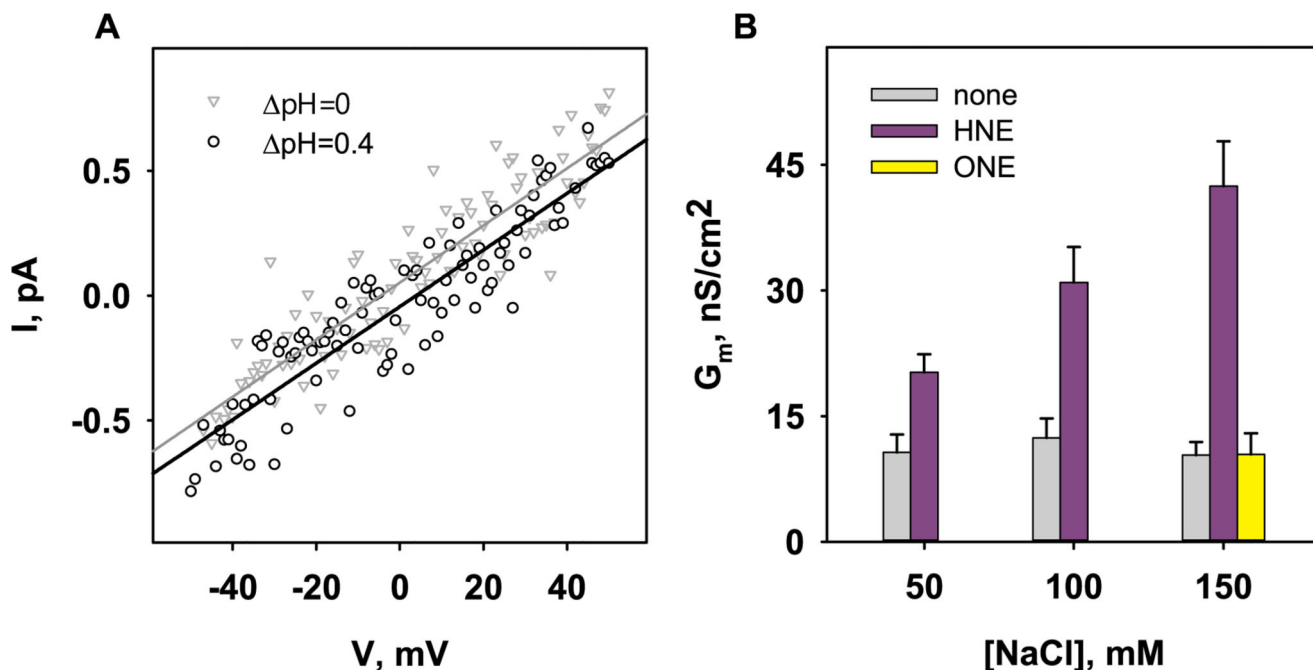 A
ΔpH=0
ΔpH=0.4
0.5
0.0
-0.5
I, pA
-40
-20
0
20
40
V, mV
B
none
HNE
ONE
45
30
15
0
Gm, nS/cm²
50
100
150
[NaCl], mM